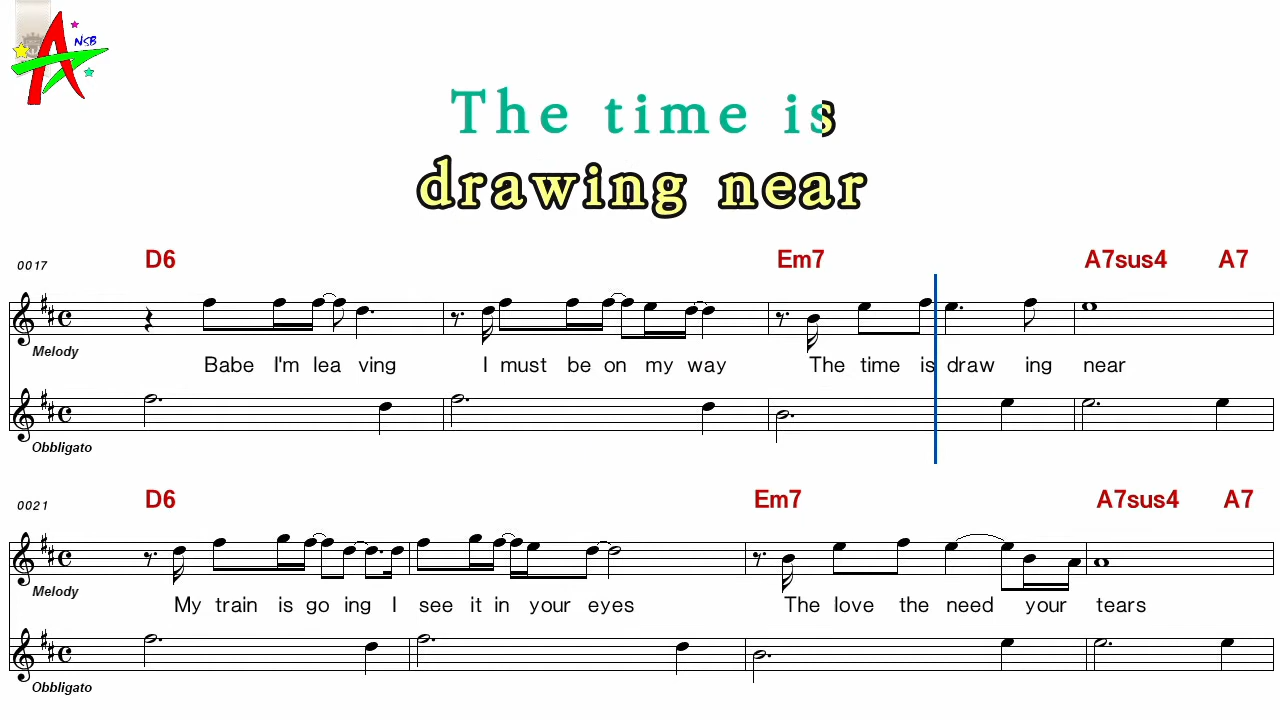 NSB
The time is
drawing near
0017 D6 Em7 A7sus4 A7
Melody
Babe I'm lea ving I must be on my way The time is draw ing near
Obbligato
0021 D6 Em7 A7sus4 A7
Melody
My train is go ing I see it in your eyes The love the need your tears
Obbligato